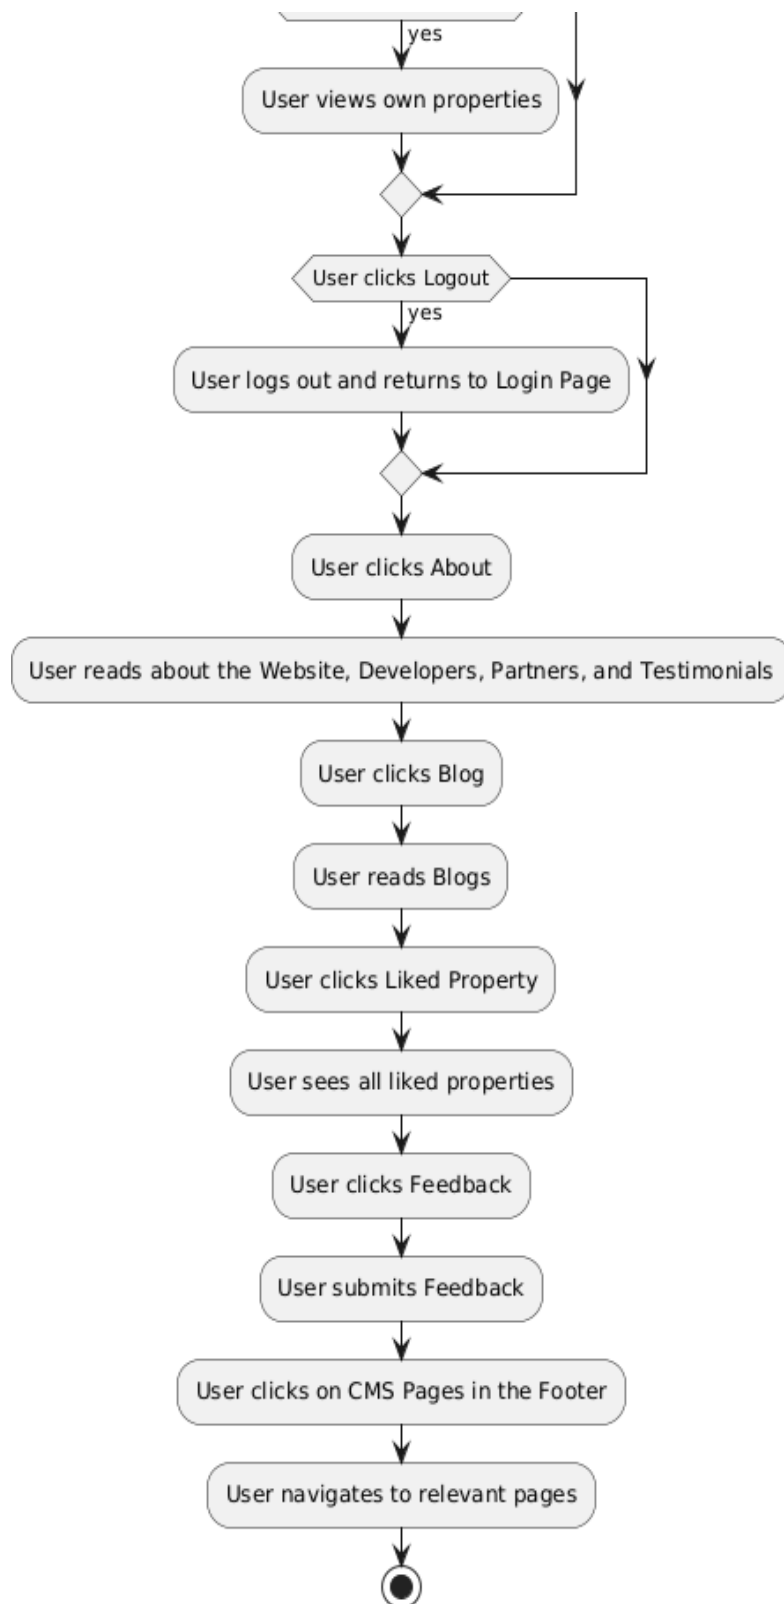 yes
User views own properties
User clicks Logout
yes
User logs out and returns to Login Page
User clicks About
User reads about the Website, Developers, Partners, and Testimonials
User clicks Blog
User reads Blogs
User clicks Liked Property
User sees all liked properties
User clicks Feedback
User submits Feedback
User clicks on CMS Pages in the Footer
User navigates to relevant pages